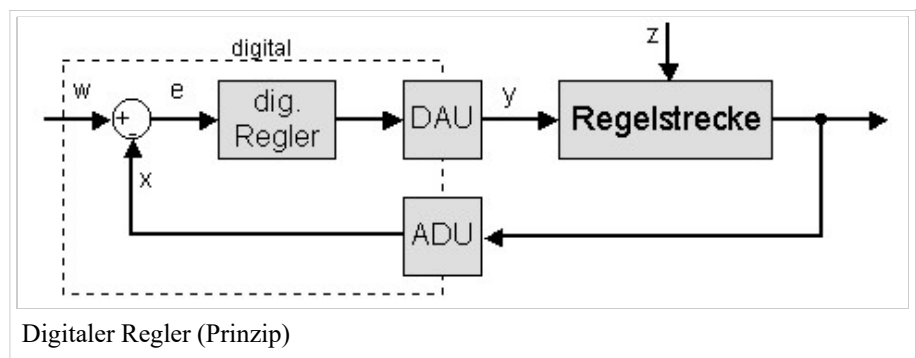 digital
z
w
e
dig.
Regler
DAU
y
Regelstrecke
+
-
x
ADU
Digitaler Regler (Prinzip)